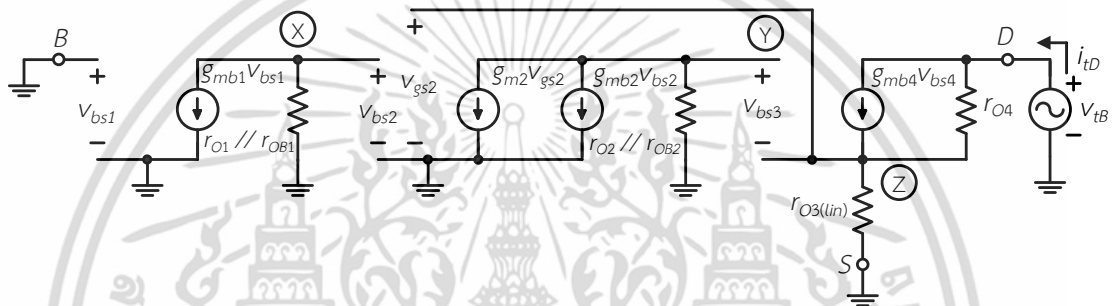 B
+
v_bs1
−
g_mb1 v_bs1
r_O1 // r_OB1
X
+
v_bs2
−
+
v_gs2
−
g_m2 v_gs2
g_mb2 v_bs2
r_O2 // r_OB2
Y
+
v_bs3
−
g_mb4 v_bs4
r_O4
Z
r_O3(lin)
S
D
i_tD
+
v_tB
−